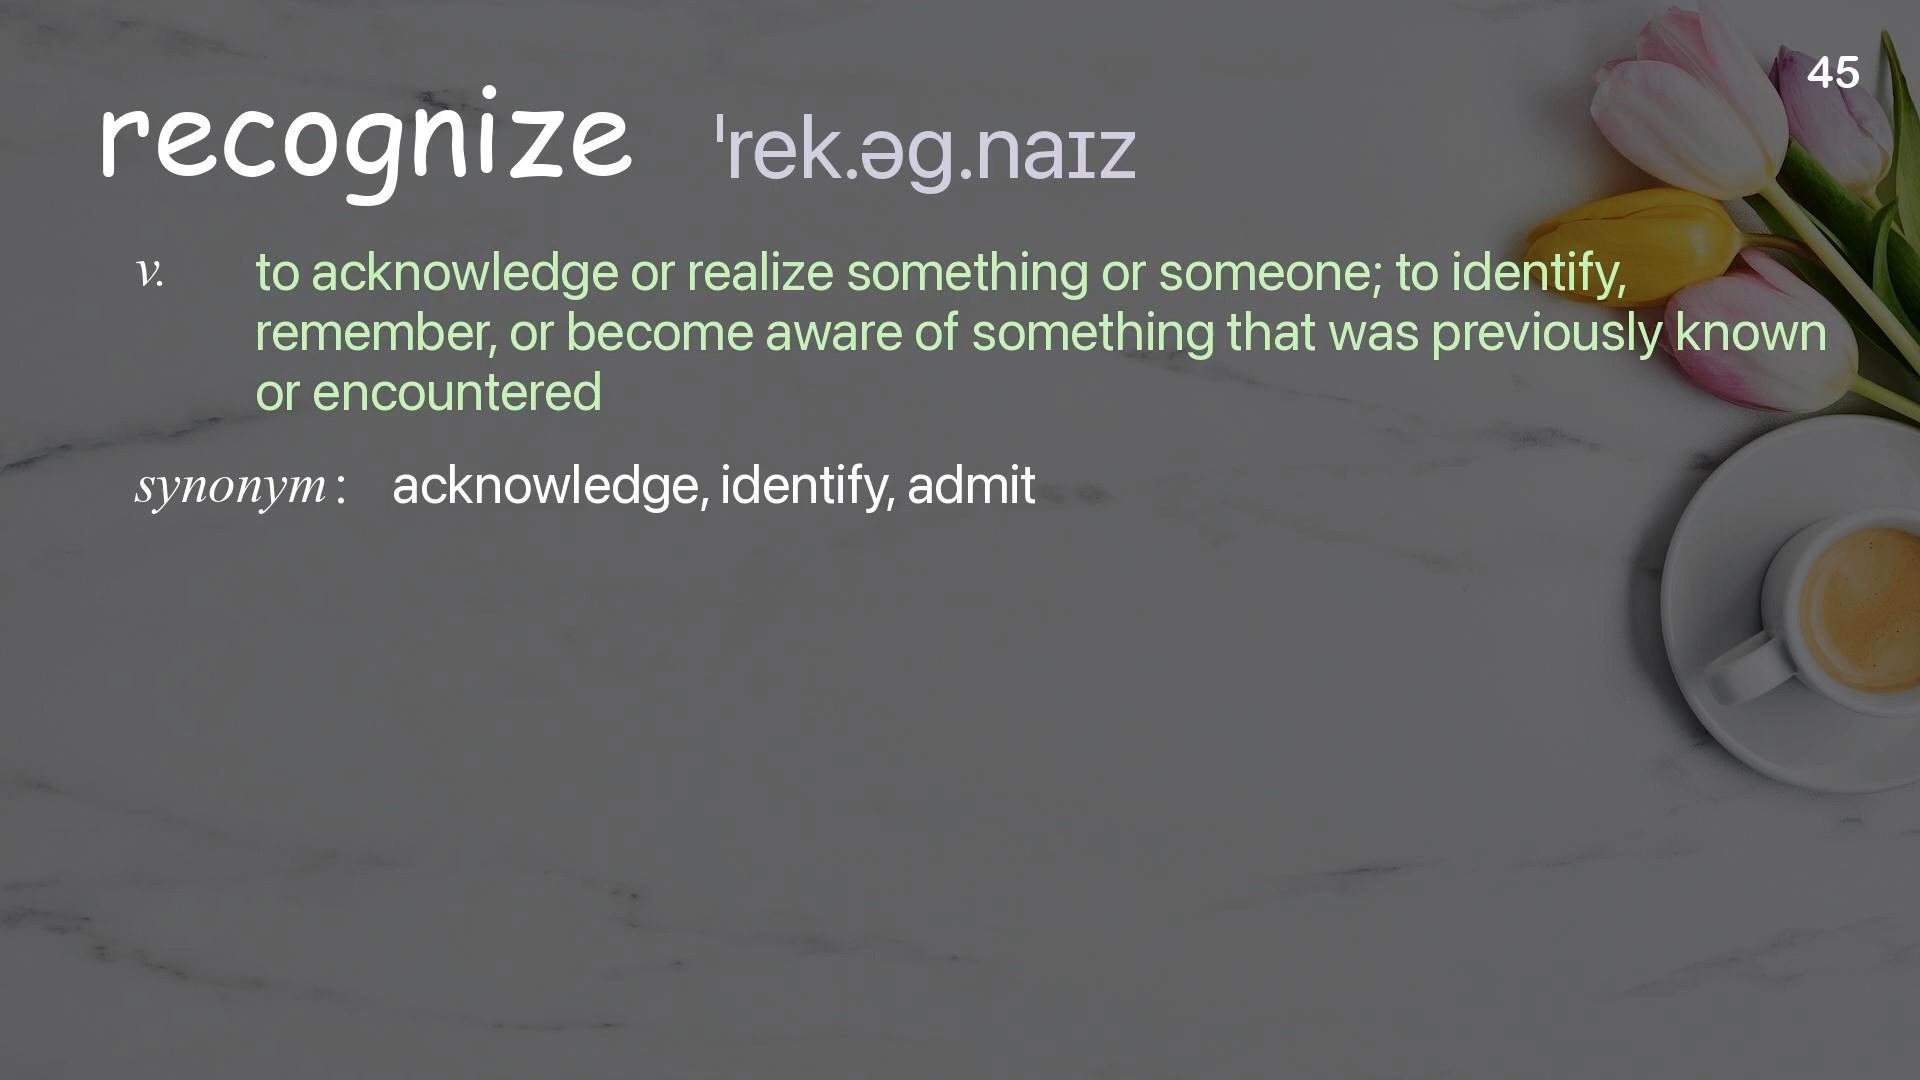 45
recognize ˈrek.əg.naɪz
v. to acknowledge or realize something or someone; to identify,
remember, or become aware of something that was previously known
or encountered
synonym: acknowledge, identify, admit